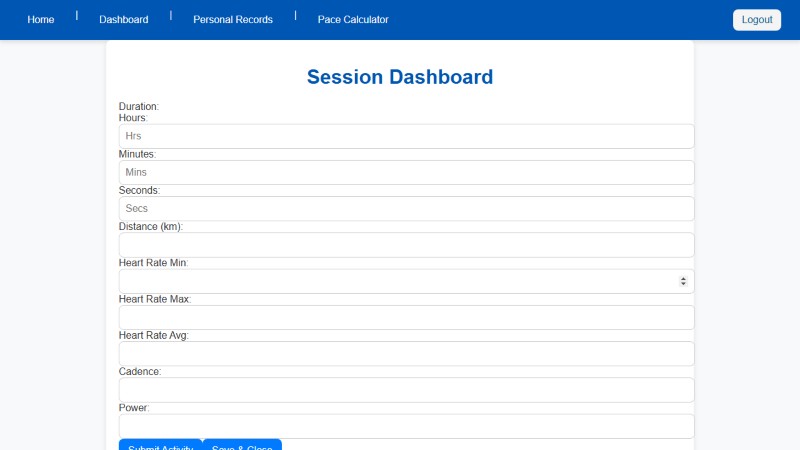 Home | Dashboard | Personal Records | Pace Calculator Logout
Session Dashboard
Duration:
Hours:
Hrs
Minutes:
Mins
Seconds:
Secs
Distance (km):
Heart Rate Min:
Heart Rate Max:
Heart Rate Avg:
Cadence:
Power:
Submit Activity Save & Close